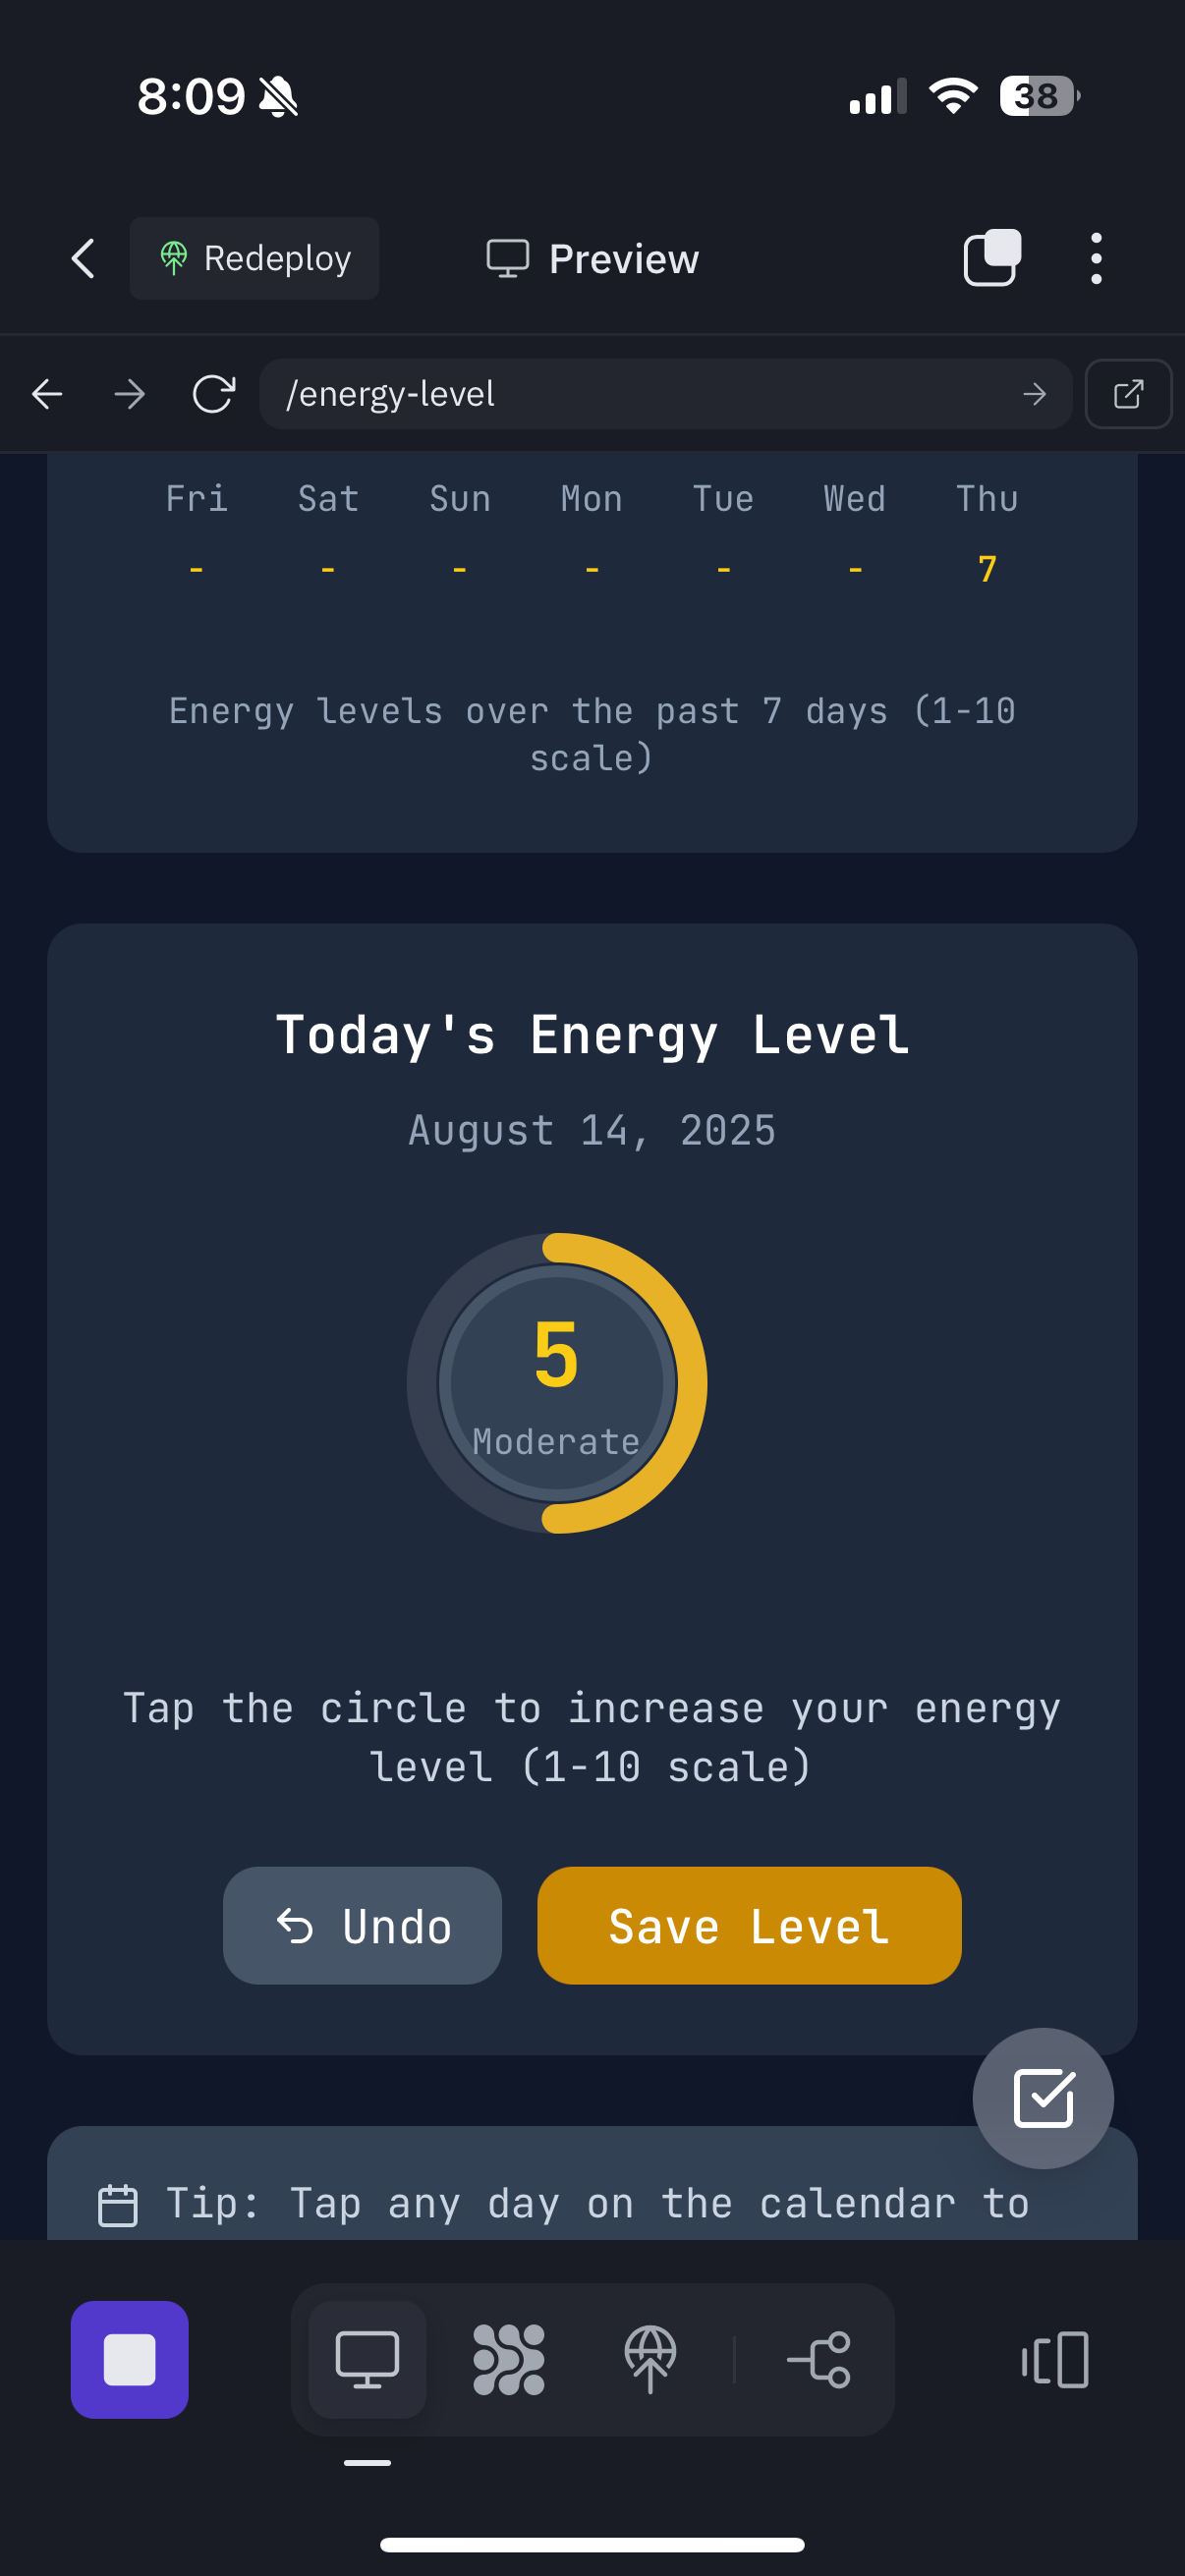 8:09
38
Redeploy
Preview
/energy-level
Fri Sat Sun Mon Tue Wed Thu
- - - - - - 7
Energy levels over the past 7 days (1-10
scale)
Today's Energy Level
August 14, 2025
5
Moderate
Tap the circle to increase your energy
level (1-10 scale)
Undo
Save Level
Tip: Tap any day on the calendar to